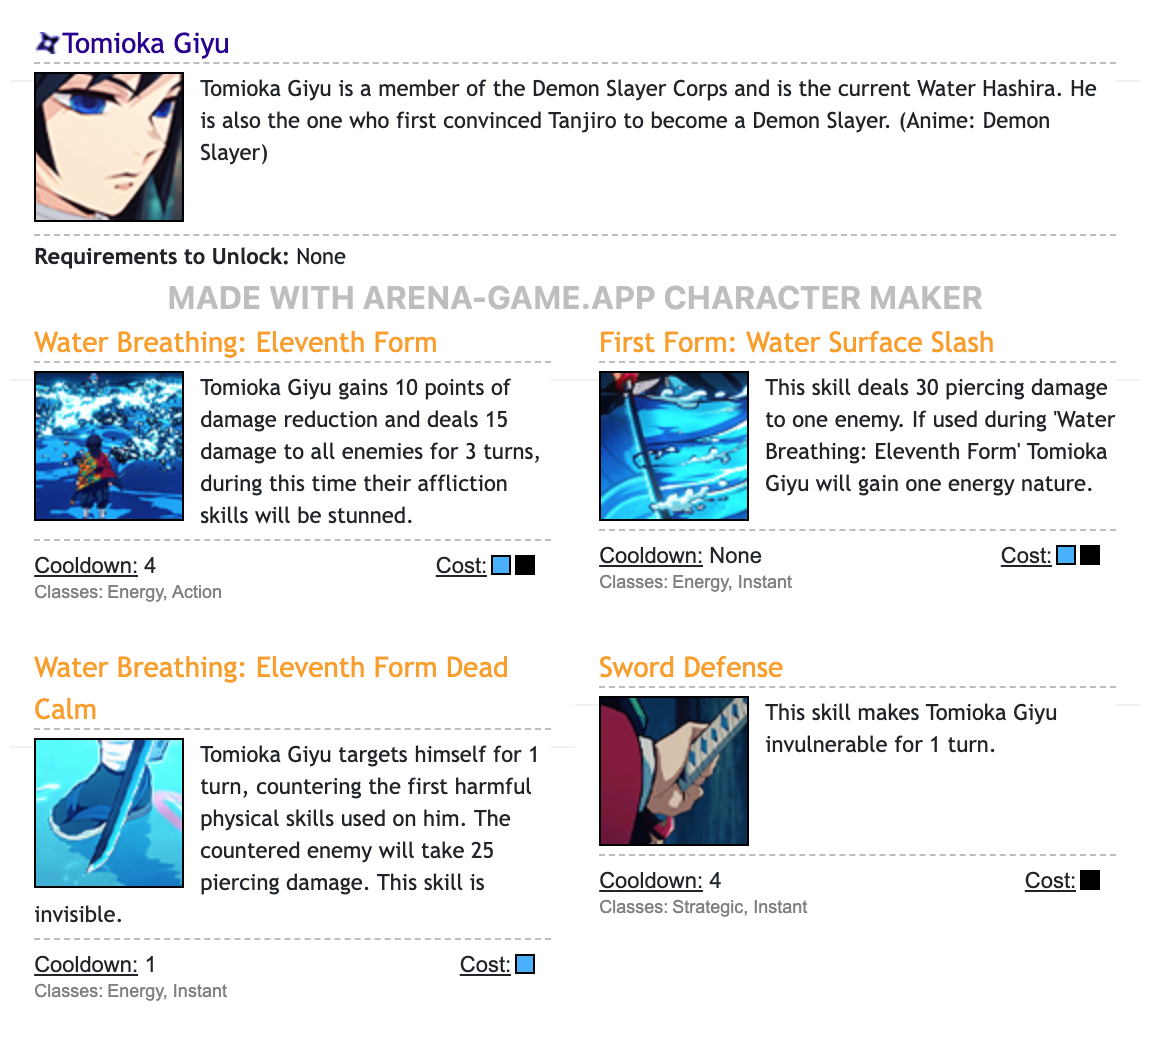 Tomioka Giyu
Tomioka Giyu is a member of the Demon Slayer Corps and is the current Water Hashira. He
is also the one who first convinced Tanjiro to become a Demon Slayer. (Anime: Demon
Slayer)
Requirements to Unlock: None
MADE WITH ARENA-GAME.APP CHARACTER MAKER
Water Breathing: Eleventh Form
Tomioka Giyu gains 10 points of
damage reduction and deals 15
damage to all enemies for 3 turns,
during this time their affliction
skills will be stunned.
Cooldown: 4
Cost:
Classes: Energy, Action
First Form: Water Surface Slash
This skill deals 30 piercing damage
to one enemy. If used during 'Water
Breathing: Eleventh Form' Tomioka
Giyu will gain one energy nature.
Cooldown: None
Cost:
Classes: Energy, Instant
Water Breathing: Eleventh Form Dead
Calm
Tomioka Giyu targets himself for 1
turn, countering the first harmful
physical skills used on him. The
countered enemy will take 25
piercing damage. This skill is
invisible.
Cooldown: 1
Cost:
Classes: Energy, Instant
Sword Defense
This skill makes Tomioka Giyu
invulnerable for 1 turn.
Cooldown: 4
Cost:
Classes: Strategic, Instant